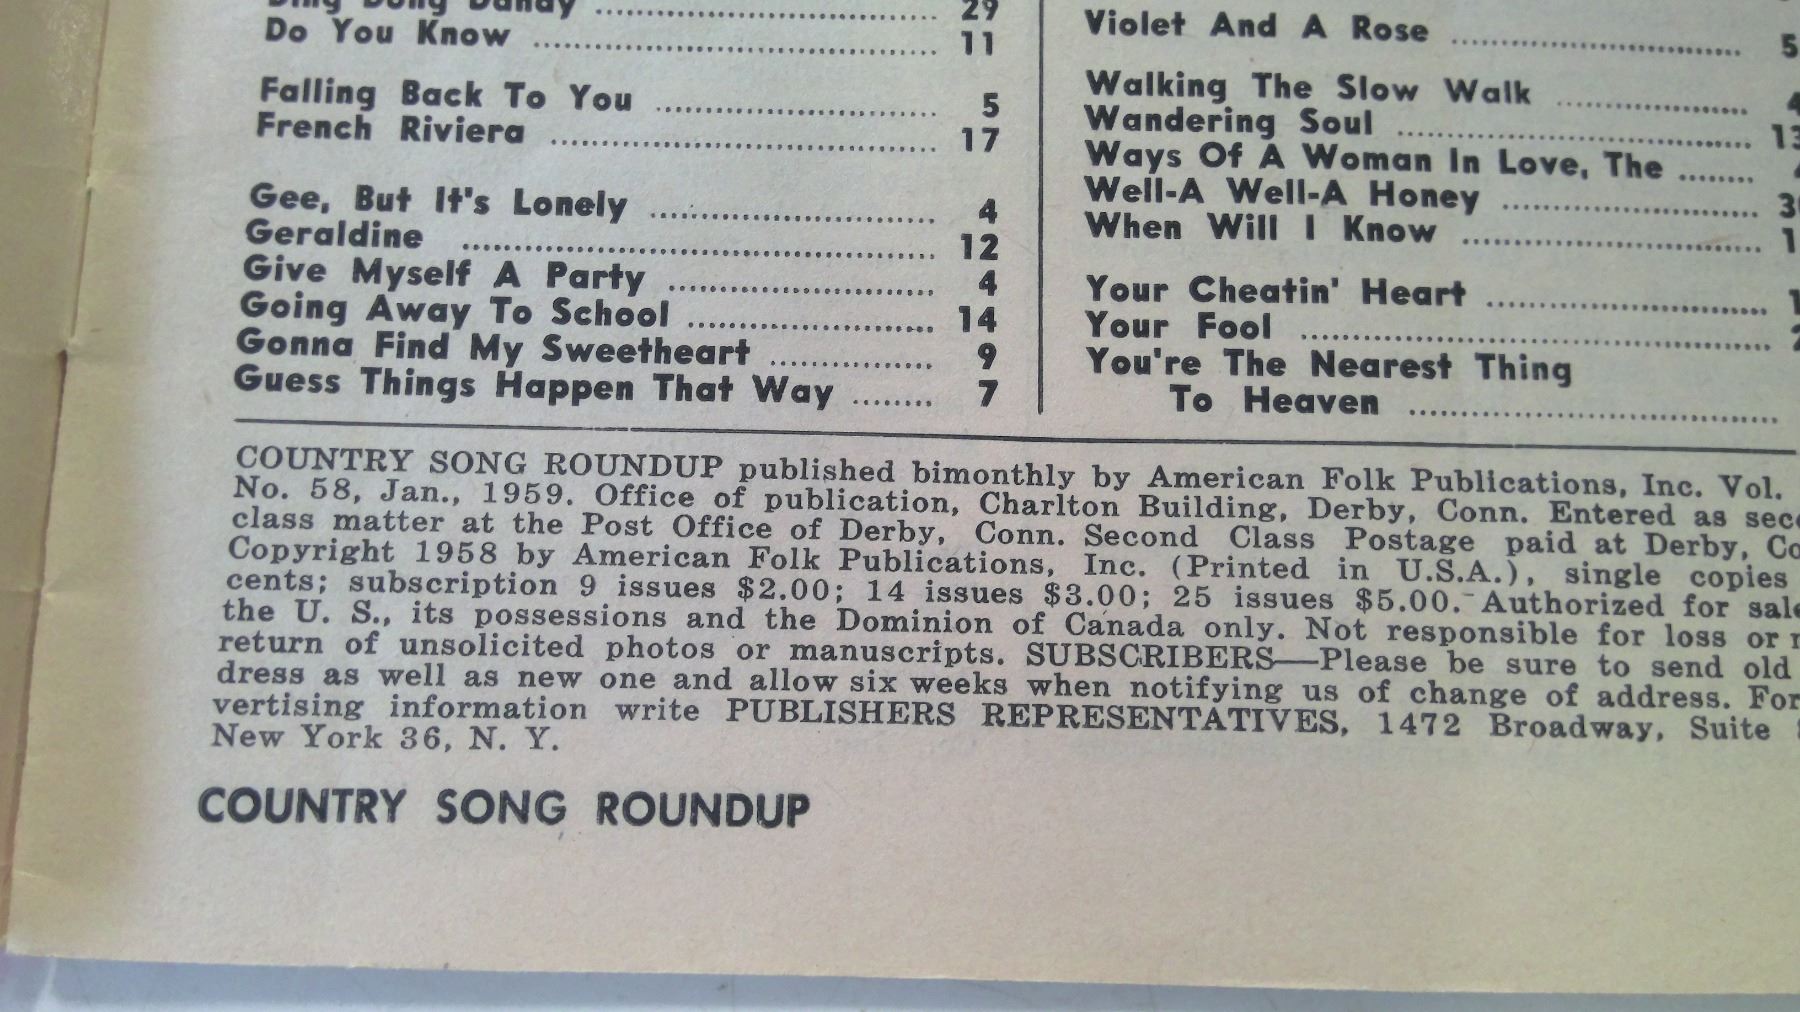 Ding Dong Dandy ........ 29
Do You Know ........ 11
Falling Back To You ........ 5
French Riviera ........ 17
Gee, But It's Lonely ........ 4
Geraldine ........ 12
Give Myself A Party ........ 4
Going Away To School ........ 14
Gonna Find My Sweetheart ........ 9
Guess Things Happen That Way ........ 7
Violet And A Rose ........ 5
Walking The Slow Walk ........
Wandering Soul ........ 13
Ways Of A Woman In Love, The ........
Well-A Well-A Honey ........
When Will I Know ........
Your Cheatin' Heart ........
Your Fool ........
You're The Nearest Thing
To Heaven ........
COUNTRY SONG ROUNDUP published bimonthly by American Folk Publications, Inc. Vol.
No. 58, Jan., 1959. Office of publication, Charlton Building, Derby, Conn. Entered as
class matter at the Post Office of Derby, Conn. Second Class Postage paid at Derby,
Copyright 1958 by American Folk Publications, Inc. (Printed in U.S.A.), single copies
cents; subscription 9 issues $2.00; 14 issues $3.00; 25 issues $5.00. Authorized for
the U. S., its possessions and the Dominion of Canada only. Not responsible for loss or
return of unsolicited photos or manuscripts. SUBSCRIBERS—Please be sure to send old
dress as well as new one and allow six weeks when notifying us of change of address. For
vertising information write PUBLISHERS REPRESENTATIVES, 1472 Broadway, Suite
New York 36, N. Y.
COUNTRY SONG ROUNDUP